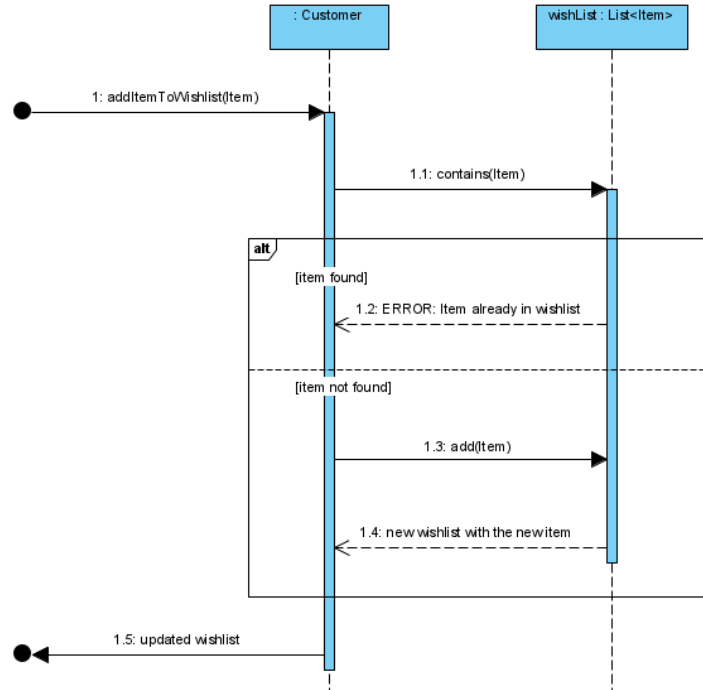 : Customer
wishList : List<Item>
1: addItemToWishlist(Item)
1.1: contains(Item)
alt
[item found]
1.2: ERROR: Item already in wishlist
[item not found]
1.3: add(Item)
1.4: new wishlist with the new item
1.5: updated wishlist